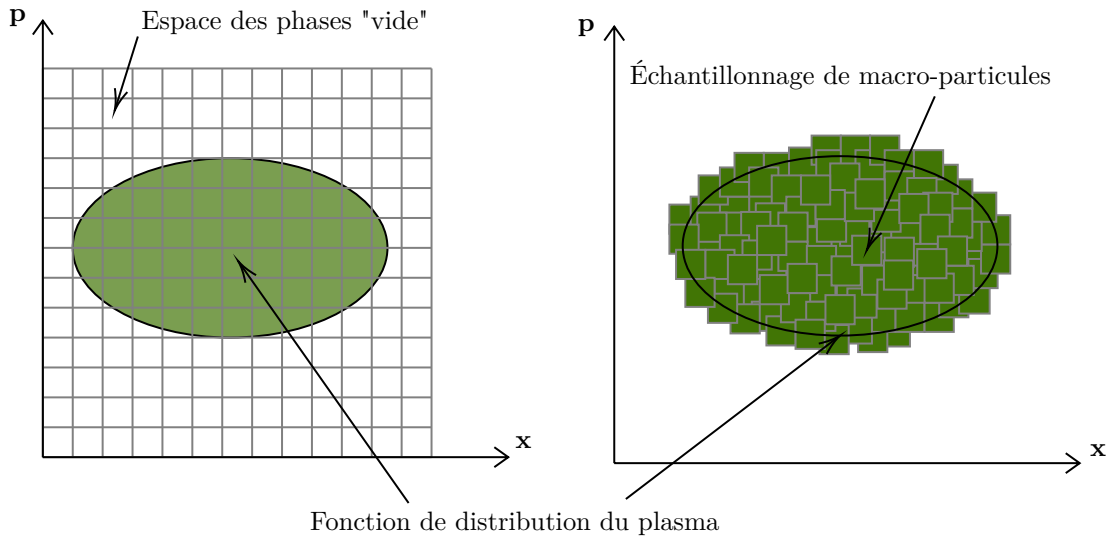 p
Espace des phases "vide"
x
p
Échantillonnage de macro-particules
x
Fonction de distribution du plasma